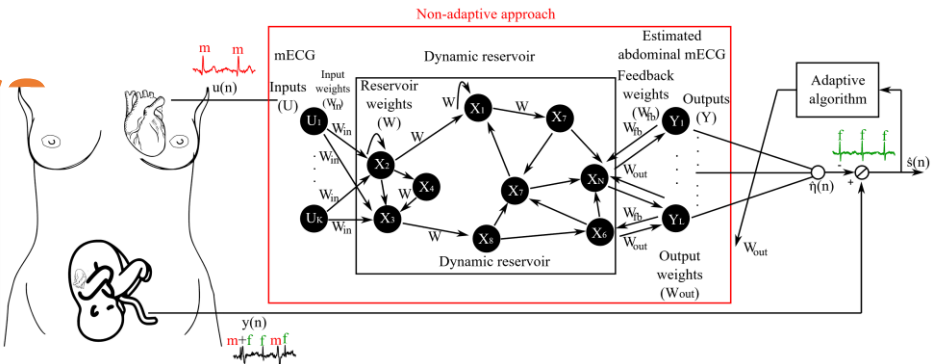 Non-adaptive approach
m m
u(n)
mECG
Inputs
(U)
Input
weights
(Win)
Reservoir
weights
(W)
Dynamic reservoir
Estimated
abdominal mECG
Feedback
weights
(Wfb)
Outputs
(Y)
Adaptive
algorithm
U1
UK
Win
Win
Win
Win
W
W
W
W
W
W
X1
X7
X2
X4
X3
X7
XN
X8
X6
Wfb
Wfb
Wfb
Wout
Wout
Y1
YL
Dynamic reservoir
Output
weights
(Wout)
Wout
η̂(n)
- +
f f f
ŝ(n)
y(n)
m+f f m f